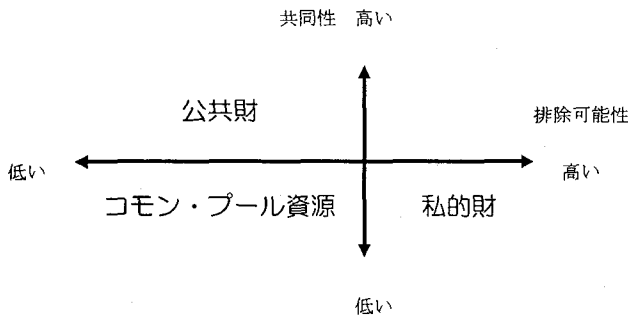 共同性 高い
公共財
排除可能性
低い
高い
コモン・プール資源 私的財
低い